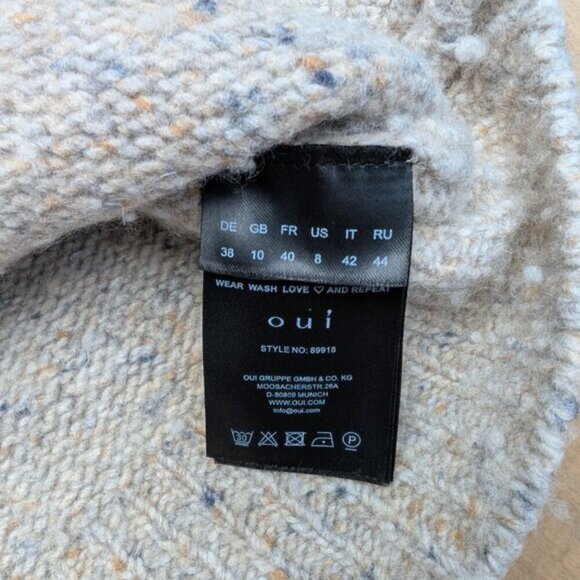 DE GB FR US IT RU
38 10 40 8 42 44
WEAR WASH LOVE ♡ AND REPEAT
oui
STYLE NO: 89918
OUI GRUPPE GMBH & CO. KG
MOOSACHERSTR.26A
D-80809 MUNICH
WWW.OUI.COM
info@oui.com
30 P